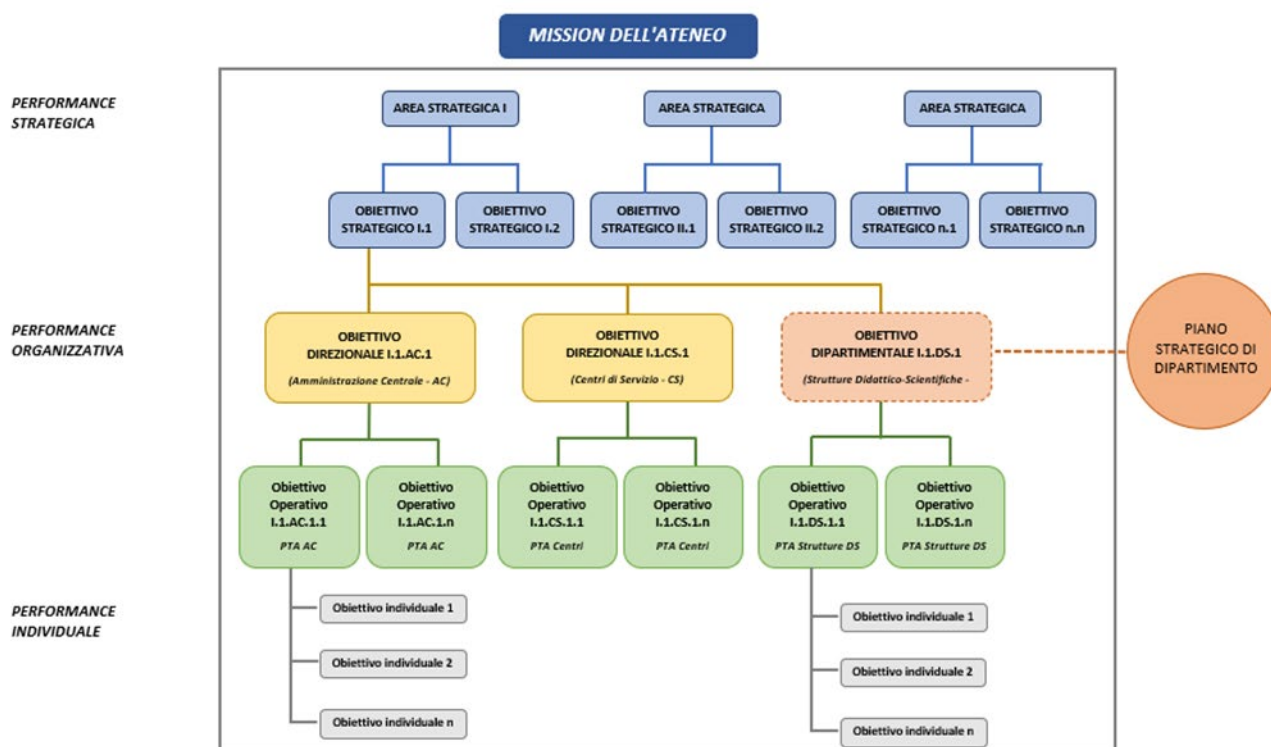 MISSION DELL'ATENEO
PERFORMANCE
STRATEGICA
AREA STRATEGICA I
AREA STRATEGICA
AREA STRATEGICA
OBIETTIVO
STRATEGICO I.1
OBIETTIVO
STRATEGICO I.2
OBIETTIVO
STRATEGICO II.1
OBIETTIVO
STRATEGICO II.2
OBIETTIVO
STRATEGICO n.1
OBIETTIVO
STRATEGICO n.n
PERFORMANCE
ORGANIZZATIVA
OBIETTIVO
DIREZIONALE I.1.AC.1
(Amministrazione Centrale - AC)
OBIETTIVO
DIREZIONALE I.1.CS.1
(Centri di Servizio - CS)
OBIETTIVO
DIPARTIMENTALE I.1.DS.1
(Strutture Didattico-Scientifiche -
PIANO
STRATEGICO DI
DIPARTIMENTO
Obiettivo
Operativo
I.1.AC.1.1
PTA AC
Obiettivo
Operativo
I.1.AC.1.n
PTA AC
Obiettivo
Operativo
I.1.CS.1.1
PTA Centri
Obiettivo
Operativo
I.1.CS.1.n
PTA Centri
Obiettivo
Operativo
I.1.DS.1.1
PTA Strutture DS
Obiettivo
Operativo
I.1.DS.1.n
PTA Strutture DS
PERFORMANCE
INDIVIDUALE
Obiettivo individuale 1
Obiettivo individuale 2
Obiettivo individuale n
Obiettivo individuale 1
Obiettivo individuale 2
Obiettivo individuale n